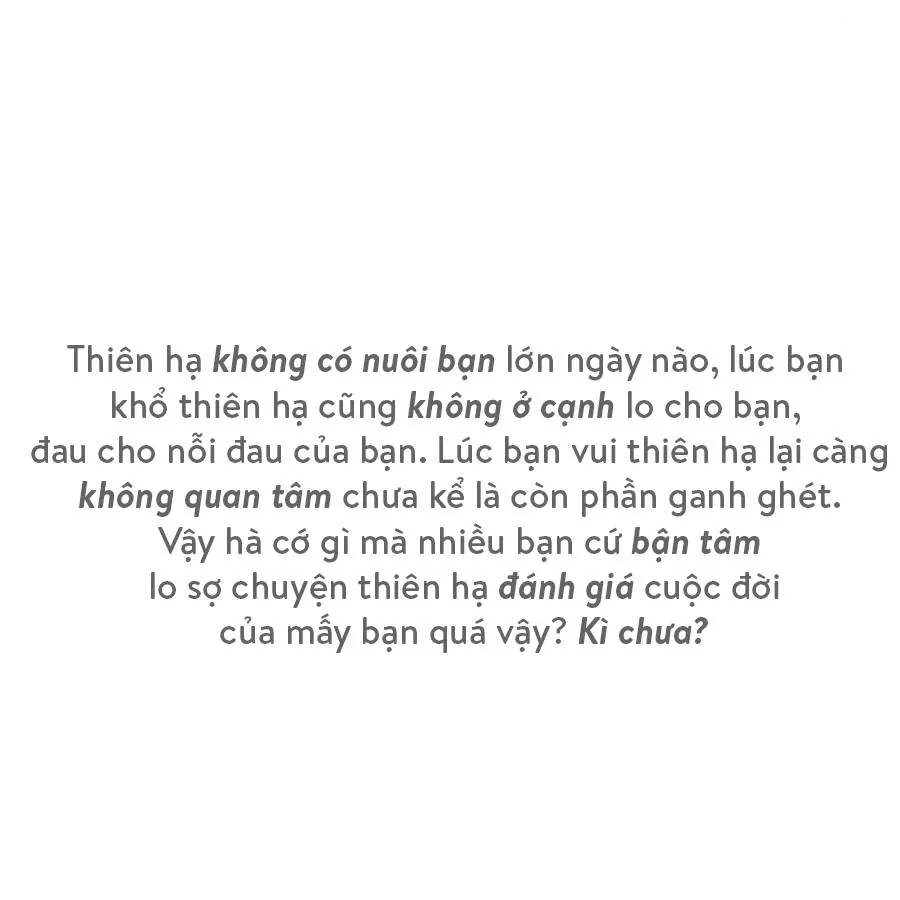 Thiên hạ không có nuôi bạn lớn ngày nào, lúc bạn
khổ thiên hạ cũng không ở cạnh lo cho bạn,
đau cho nỗi đau của bạn. Lúc bạn vui thiên hạ lại càng
không quan tâm chưa kể là còn phần ganh ghét.
Vậy hà cớ gì mà nhiều bạn cứ bận tâm
lo sợ chuyện thiên hạ đánh giá cuộc đời
của mấy bạn quá vậy? Kì chưa?